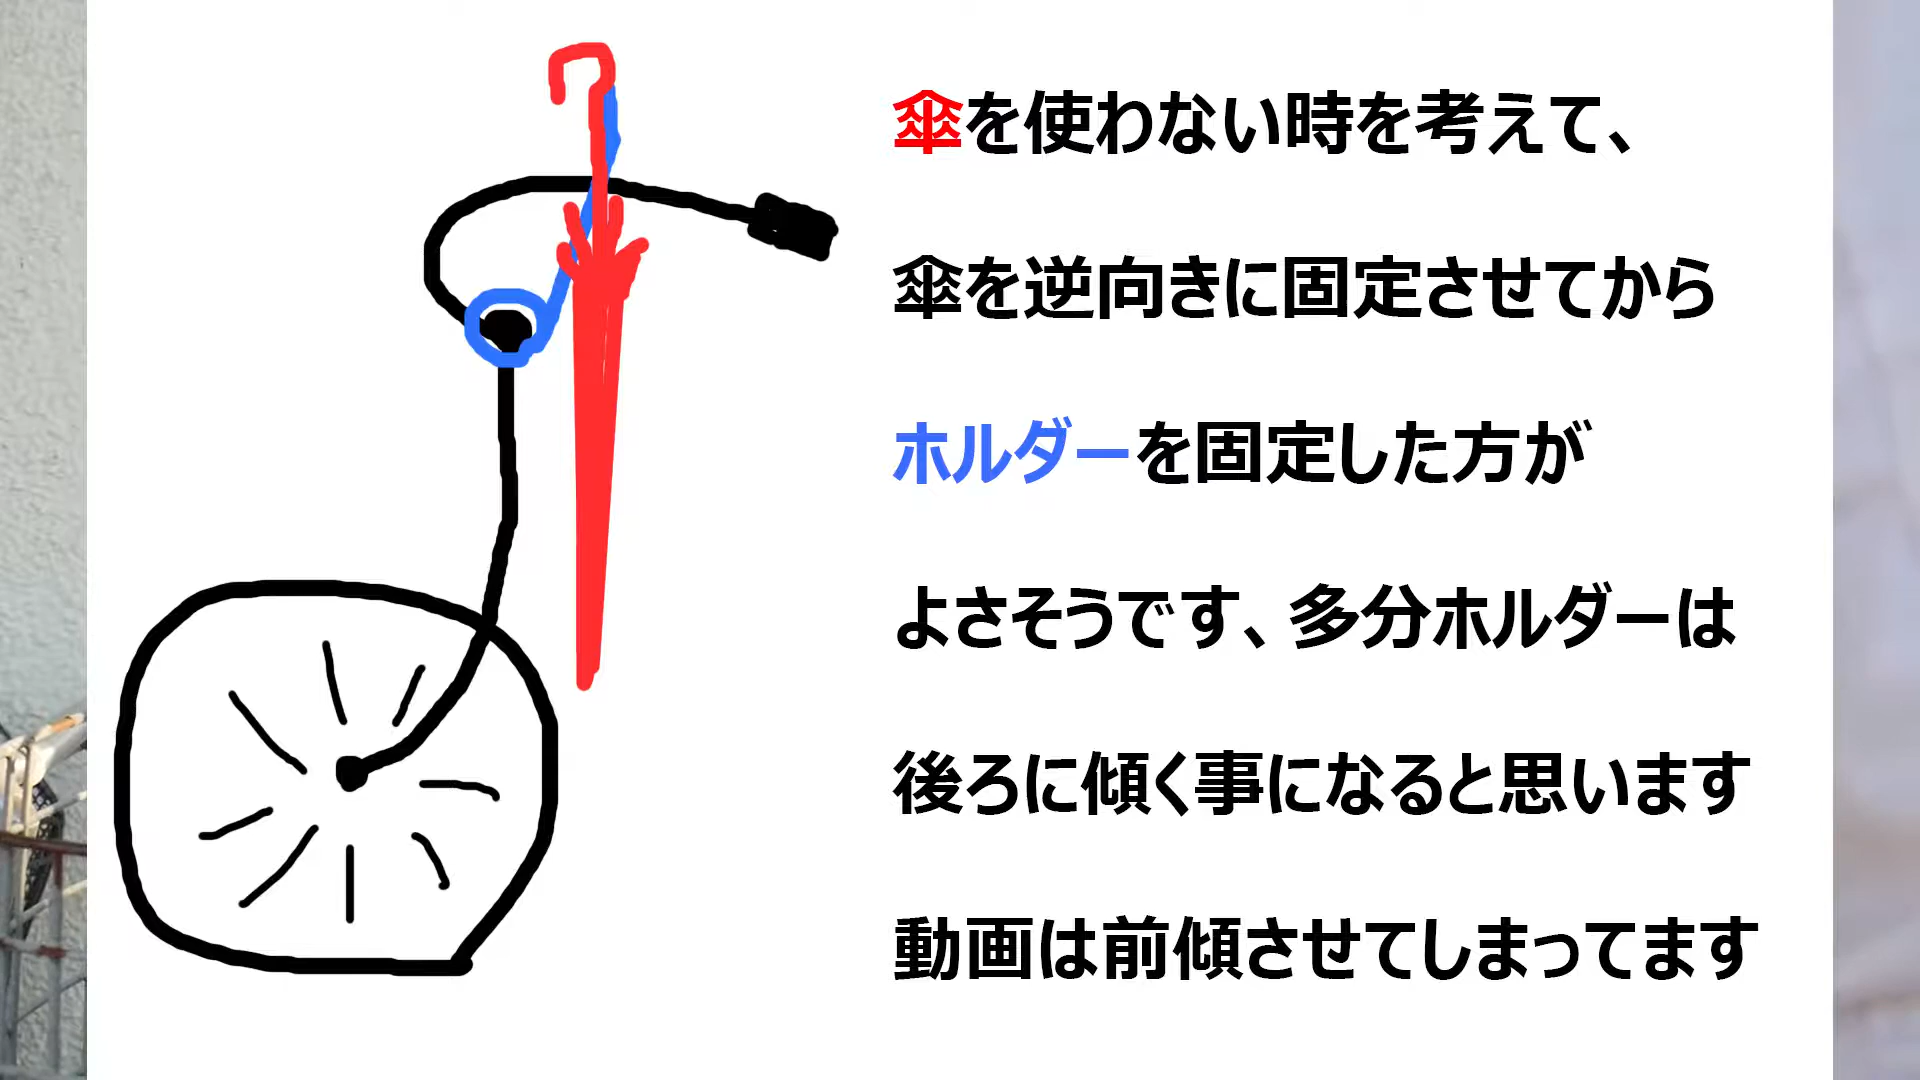 傘を使わない時を考えて、
傘を逆向きに固定させてから
ホルダーを固定した方が
よさそうです、多分ホルダーは
後ろに傾く事になると思います
動画は前傾させてしまってます